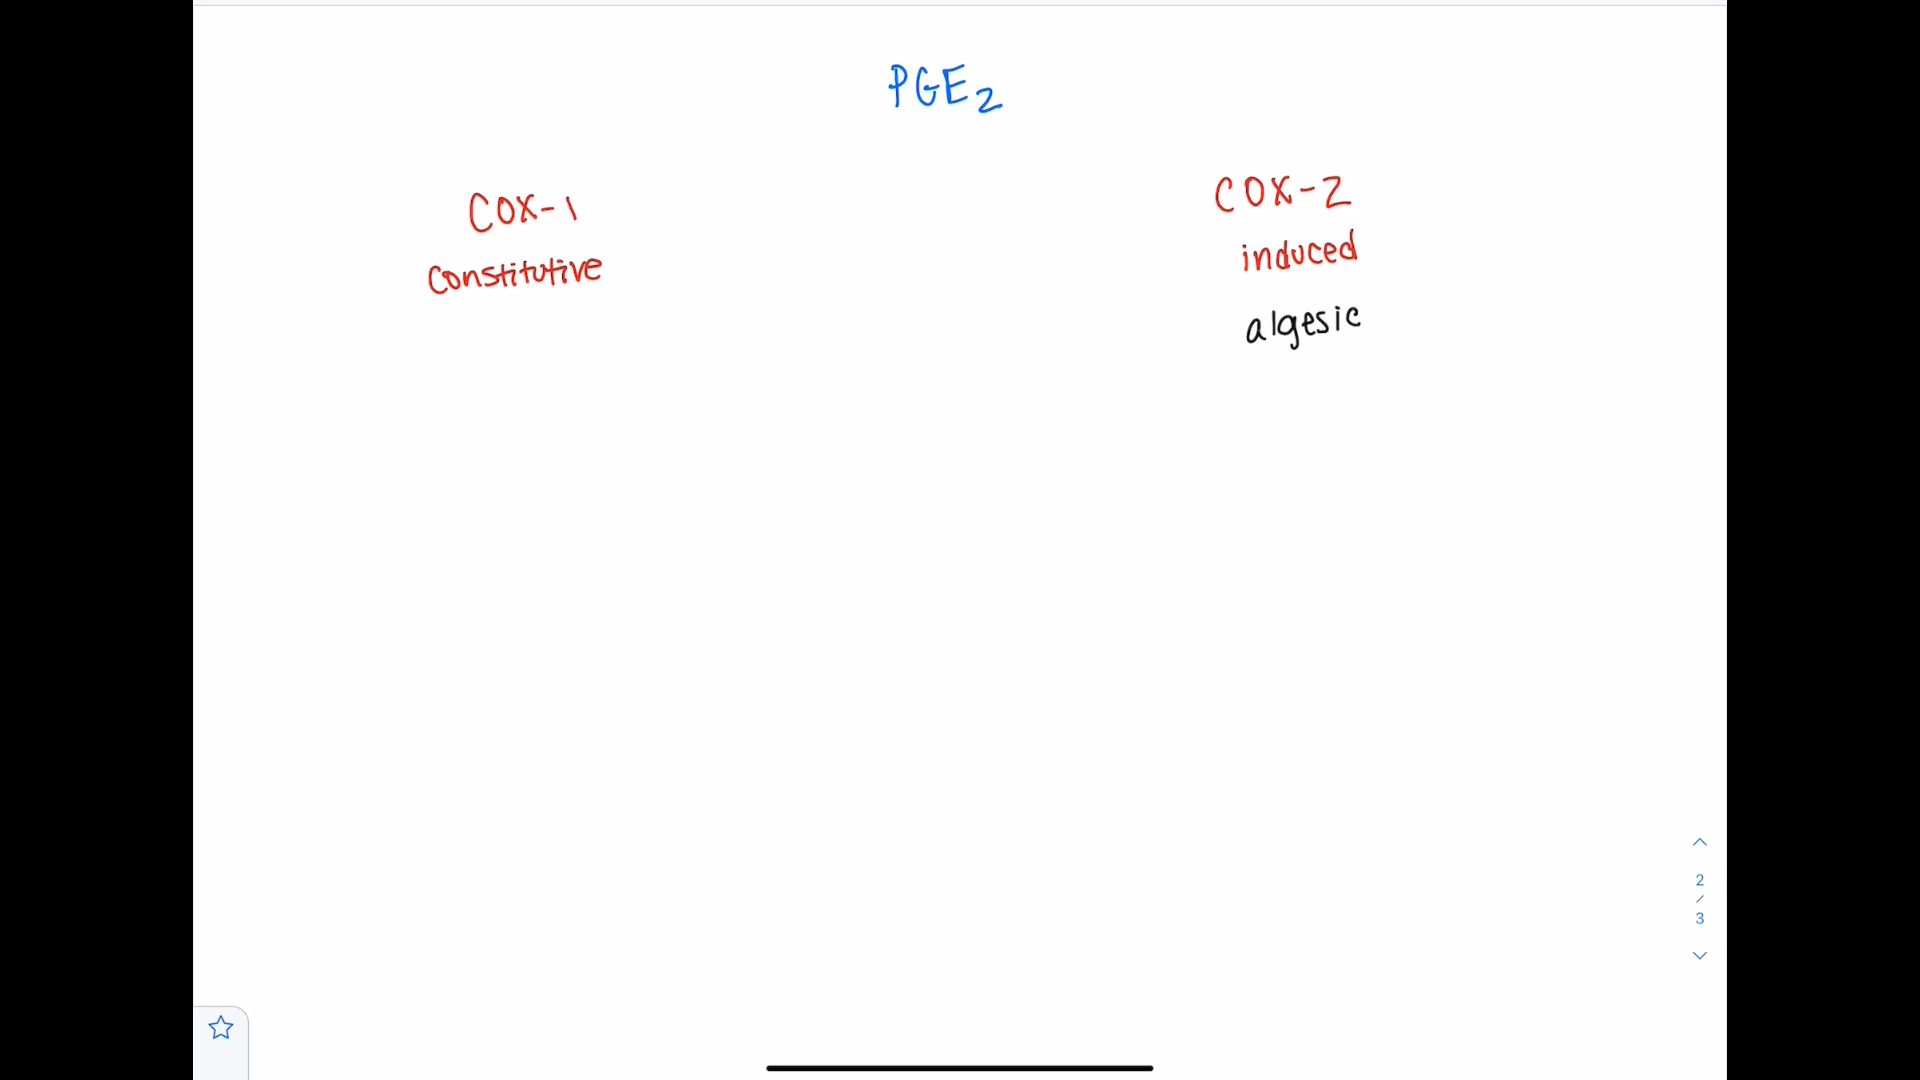 PGE₂
COX-1
constitutive
COX-2
induced
algesic
2
/
3